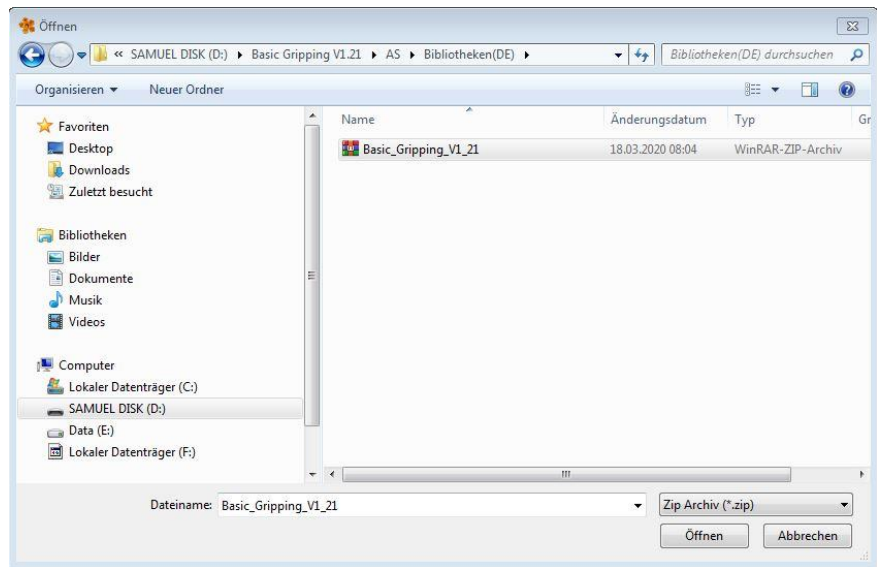 Öffnen
« SAMUEL DISK (D:) ▸ Basic Gripping V1.21 ▸ AS ▸ Bibliotheken(DE) ▸
Bibliotheken(DE) durchsuchen
Organisieren Neuer Ordner
Name Änderungsdatum Typ Gr
Favoriten
Desktop
Downloads
Zuletzt besucht
Bibliotheken
Bilder
Dokumente
Musik
Videos
Computer
Lokaler Datenträger (C:)
SAMUEL DISK (D:)
Data (E:)
Lokaler Datenträger (F:)
Basic_Gripping_V1_21 18.03.2020 08:04 WinRAR-ZIP-Archiv
Dateiname: Basic_Gripping_V1_21 Zip Archiv (*.zip)
Öffnen Abbrechen